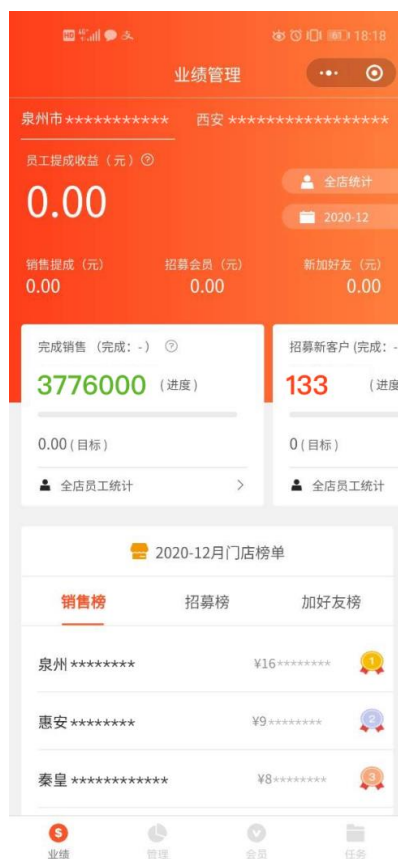 HD 18:18
业绩管理
泉州市*********** 西安*****************
员工提成收益（元）?
0.00
全店统计
2020-12
销售提成（元） 招募会员（元） 新加好友（元）
0.00 0.00 0.00
完成销售 （完成：-） ? 招募新客户(完成：-
3776000 (进度) 133 (进度
0.00(目标) 0(目标)
全店员工统计 > 全店员工统计
2020-12月门店榜单
销售榜 招募榜 加好友榜
泉州******** ¥16******** 1
惠安******** ¥9******** 2
秦皇************ ¥8******** 3
业绩 管理 会员 任务